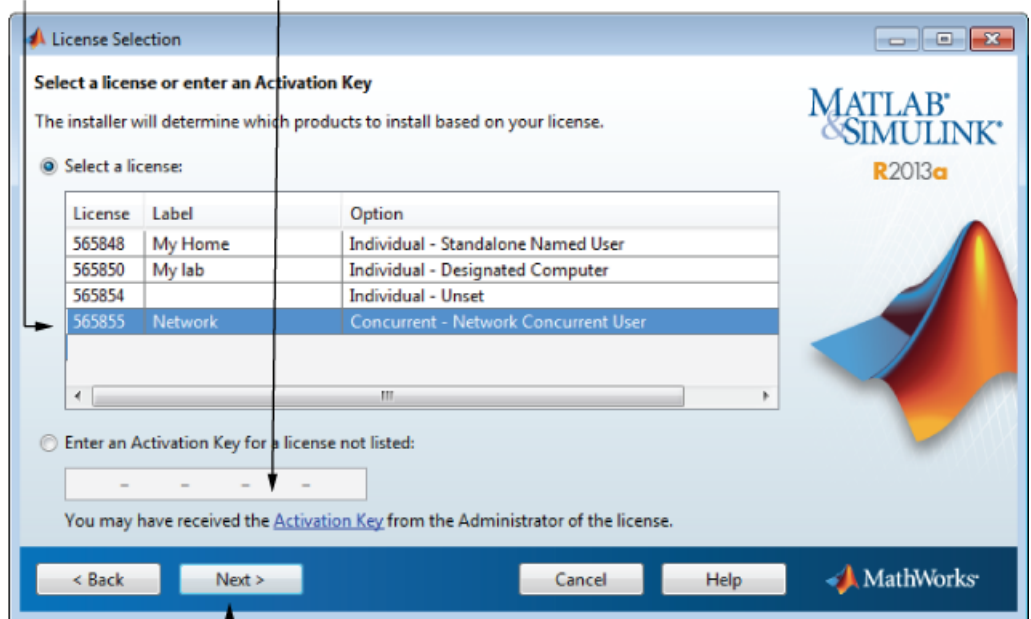 License Selection
Select a license or enter an Activation Key
The installer will determine which products to install based on your license.
MATLAB®
&SIMULINK®
R2013a
Select a license:
License Label Option
565848 My Home Individual - Standalone Named User
565850 My lab Individual - Designated Computer
565854 Individual - Unset
565855 Network Concurrent - Network Concurrent User
Enter an Activation Key for a license not listed:
- - - -
You may have received the Activation Key from the Administrator of the license.
< Back Next > Cancel Help MathWorks®